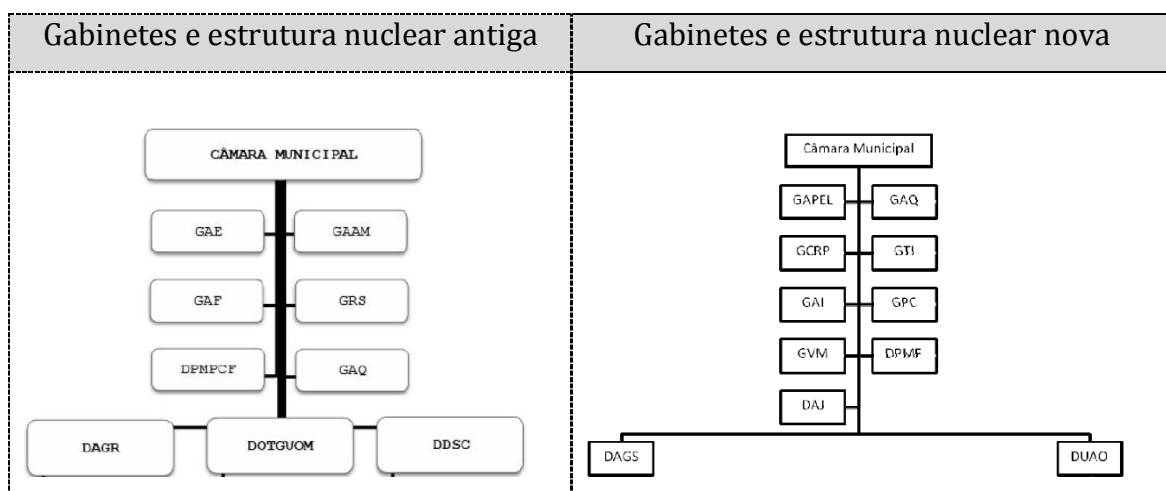 Gabinetes e estrutura nuclear antiga
Gabinetes e estrutura nuclear nova
CÂMARA MUNICIPAL
GAE
GAAM
GAF
GRS
DPMPCF
GAQ
DAGR
DOTGUOM
DDSC
Câmara Municipal
GAPEL
GAQ
GCRP
GTI
GAI
GPC
GVM
DPMF
DAJ
DAGS
DUAO